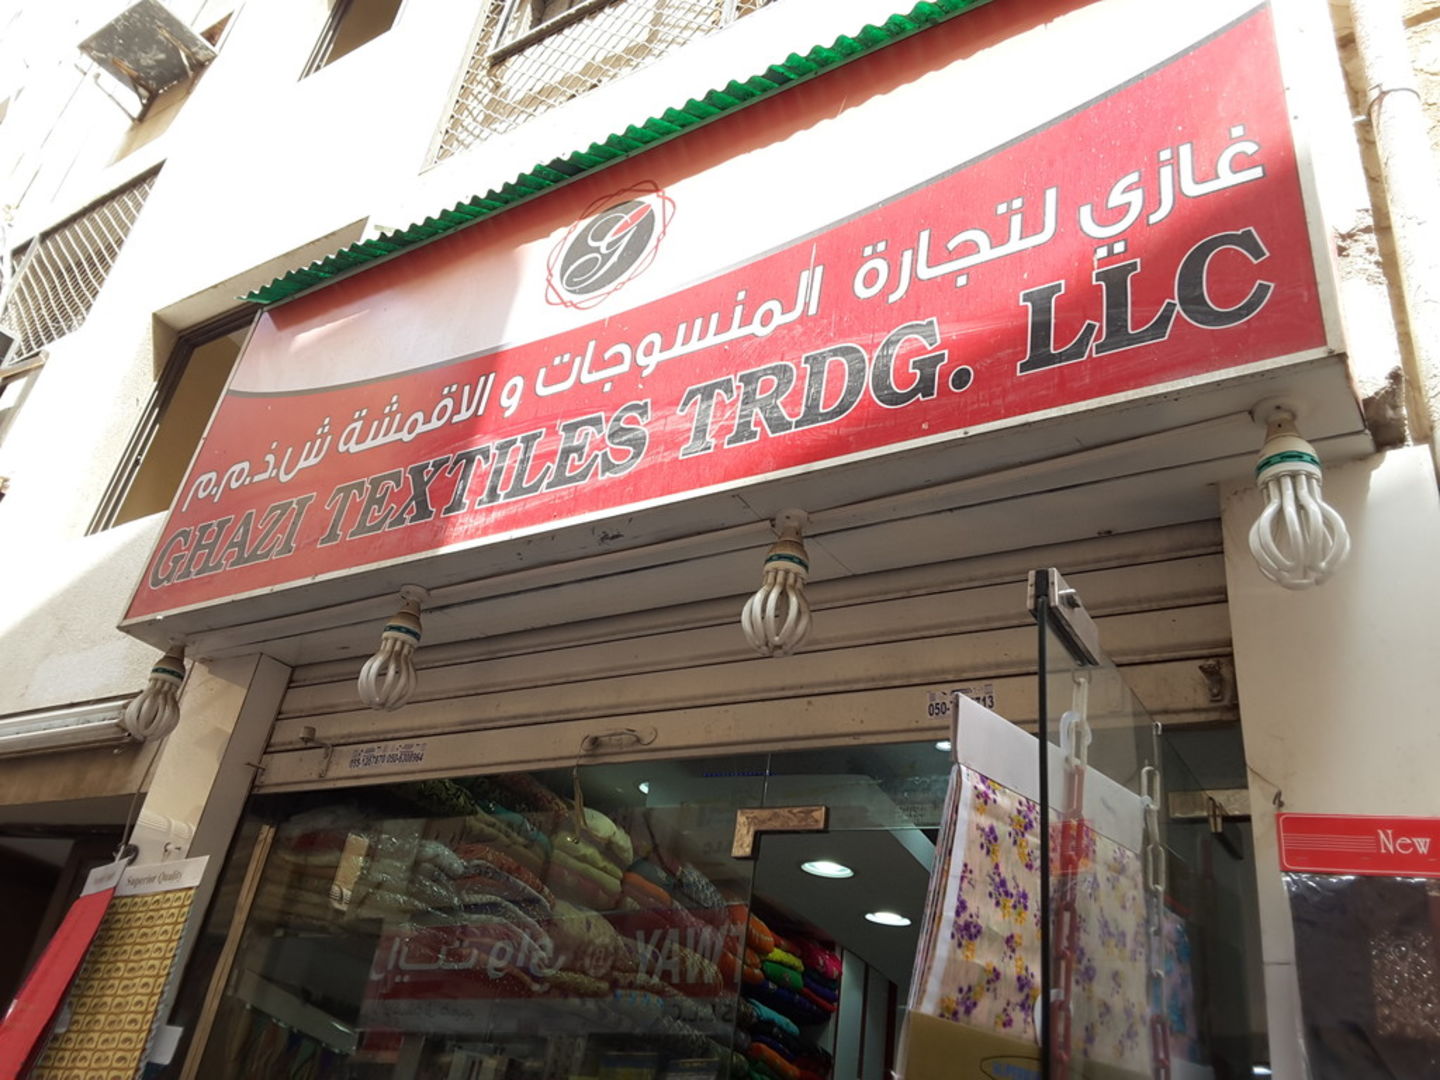 غازي لتجارة المنسوجات و الاقمشة ش.ذ.م.م
GHAZI TEXTILES TRDG. LLC
Superior Quality
New